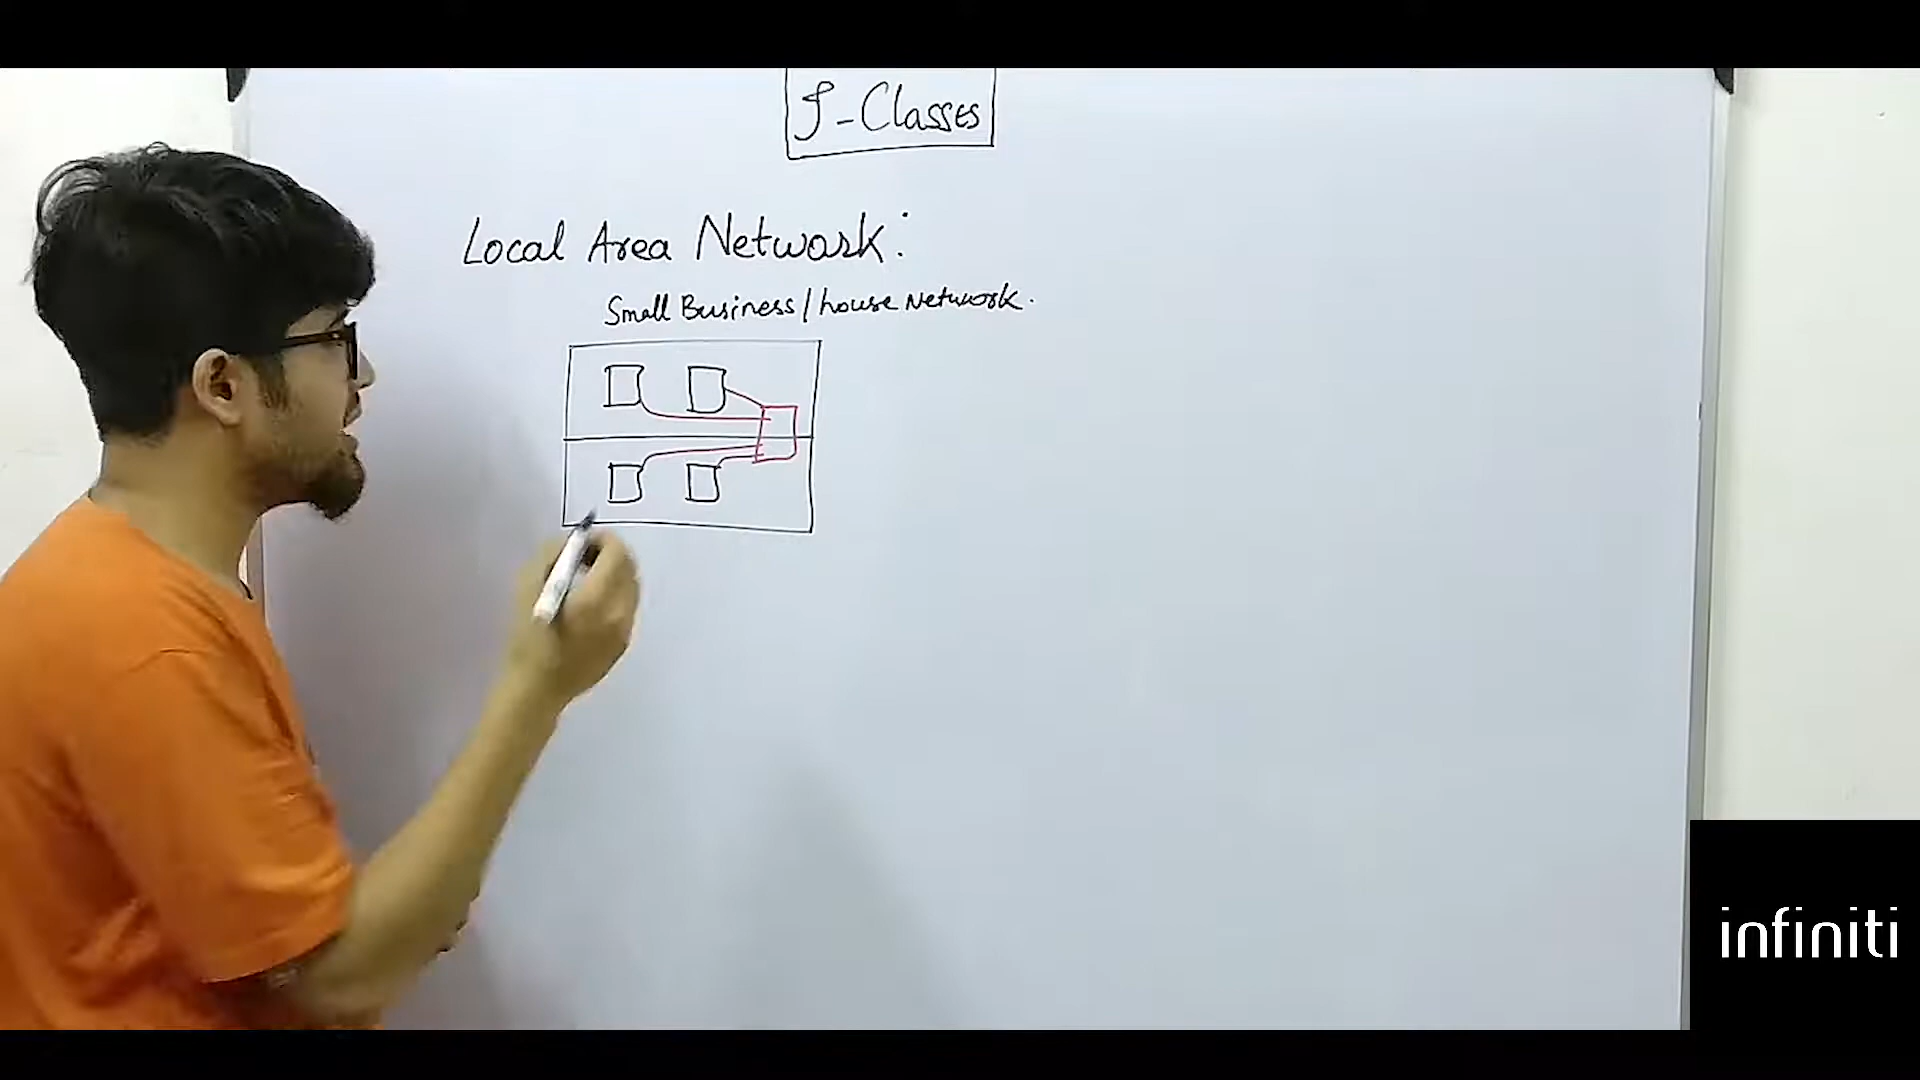 J-Classes
Local Area Network:
Small Business/house Network.
infiniti